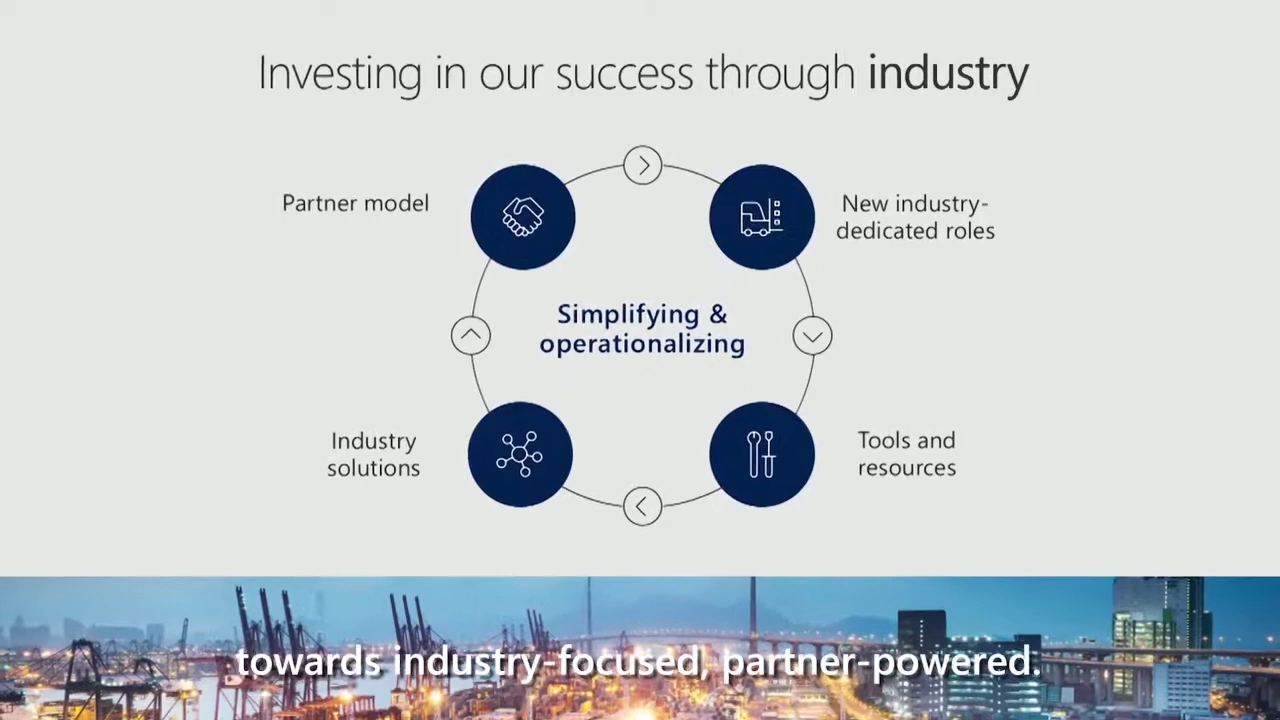 Investing in our success through industry
Partner model
New industry-
dedicated roles
Simplifying &
operationalizing
Industry
solutions
Tools and
resources
towards industry-focused, partner-powered.